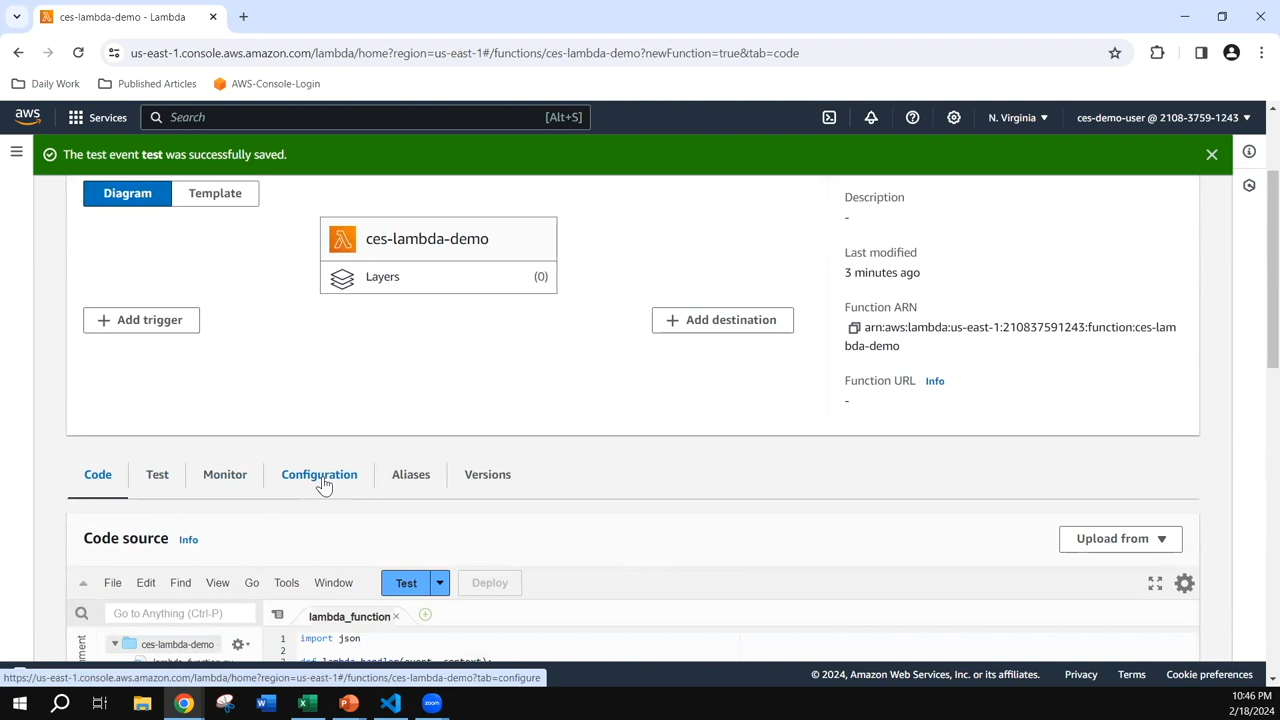 ces-lambda-demo - Lambda
us-east-1.console.aws.amazon.com/lambda/home?region=us-east-1#/functions/ces-lambda-demo?newFunction=true&tab=code
Daily Work Published Articles AWS-Console-Login
aws Services Search [Alt+S] N. Virginia ces-demo-user @ 2108-3759-1243
The test event test was successfully saved.
Diagram Template
ces-lambda-demo
Layers (0)
Add trigger Add destination
Description
-
Last modified
3 minutes ago
Function ARN
arn:aws:lambda:us-east-1:210837591243:function:ces-lam
bda-demo
Function URL Info
-
Code Test Monitor Configuration Aliases Versions
Code source Info Upload from
File Edit Find View Go Tools Window Test Deploy
Go to Anything (Ctrl-P) lambda_function
ces-lambda-demo
1 import json
2
def lambda_handler(event, context):
https://us-east-1.console.aws.amazon.com/lambda/home?region=us-east-1#/functions/ces-lambda-demo?tab=configure
© 2024, Amazon Web Services, Inc. or its affiliates. Privacy Terms Cookie preferences
zoom
10:46 PM
2/18/2024